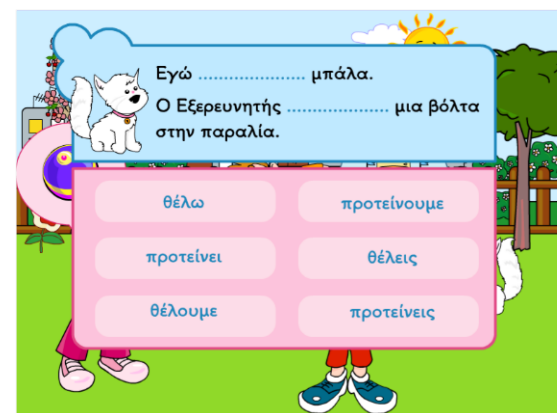 Εγώ ..................... μπάλα.
Ο Εξερευνητής .................... μια βόλτα
στην παραλία.
θέλω
προτείνουμε
προτείνει
θέλεις
θέλουμε
προτείνεις